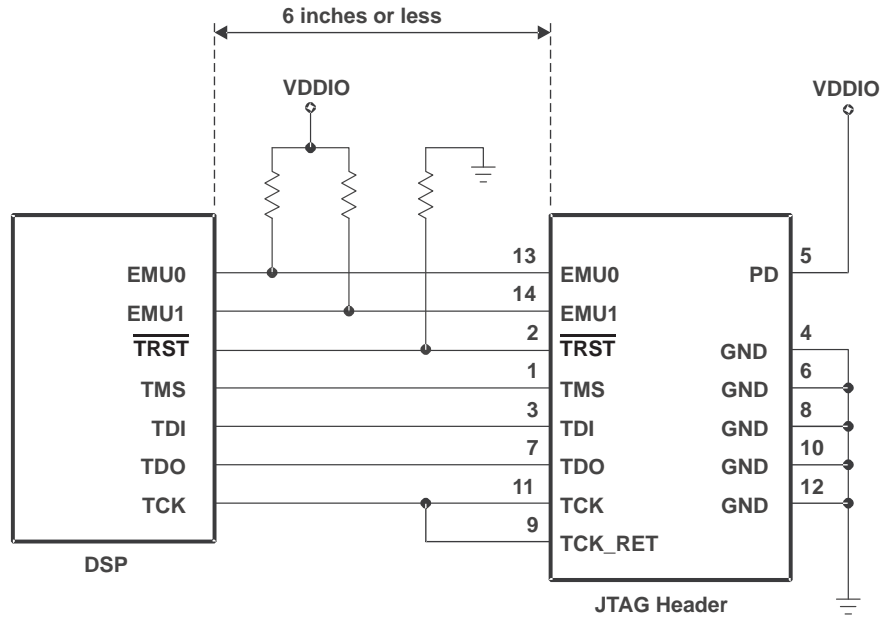 6 inches or less
VDDIO
VDDIO
13
5
EMU0
EMU0
PD
14
EMU1
EMU1
2
4
TRST
TRST
GND
1
6
TMS
TMS
GND
3
8
TDI
TDI
GND
7
10
TDO
TDO
GND
11
12
TCK
TCK
GND
9
TCK_RET
DSP
JTAG Header